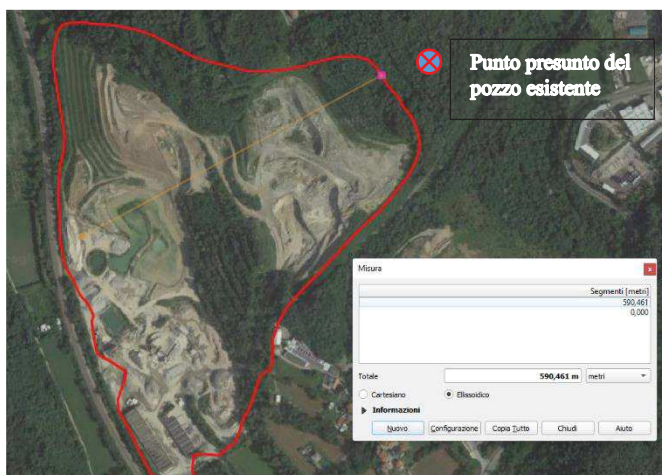 Punto presunto del
pozzo esistente
Misura
Segmenti [metri]
590,461
0,000
Totale
590,461 m
metri
Cartesiano
Ellissoidico
Informazioni
Nuovo
Configurazione
Copia Tutto
Chiudi
Aiuto